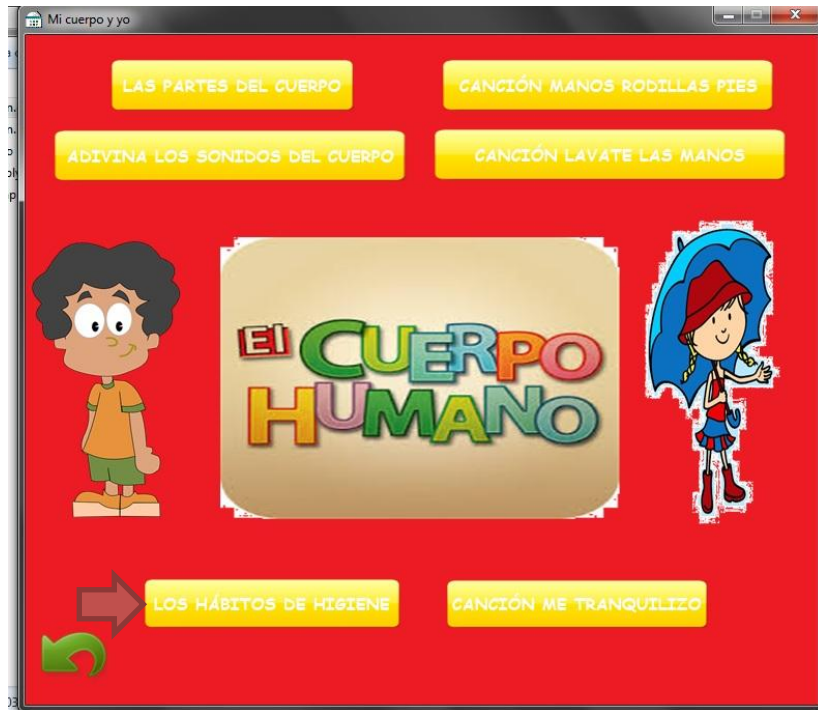 Mi cuerpo y yo
LAS PARTES DEL CUERPO
CANCIÓN MANOS RODILLAS PIES
ADIVINA LOS SONIDOS DEL CUERPO
CANCIÓN LAVATE LAS MANOS
El CUERPO
HUMANO
LOS HÁBITOS DE HIGIENE
CANCIÓN ME TRANQUILIZO